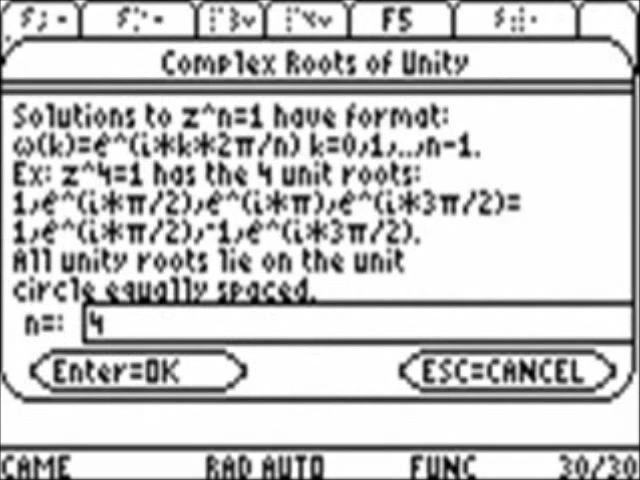 F5
Complex Roots of Unity
Solutions to z^n=1 have format:
ω(k)=e^(i*k*2π/n) k=0,1,..,n-1.
Ex: z^4=1 has the 4 unit roots:
1,e^(i*π/2),e^(i*π),e^(i*3π/2)=
1,e^(i*π/2),-1,e^(i*3π/2).
All unity roots lie on the unit
circle equally spaced.
n=: 4
Enter=OK ESC=CANCEL
CAME RAD AUTO FUNC 30/30